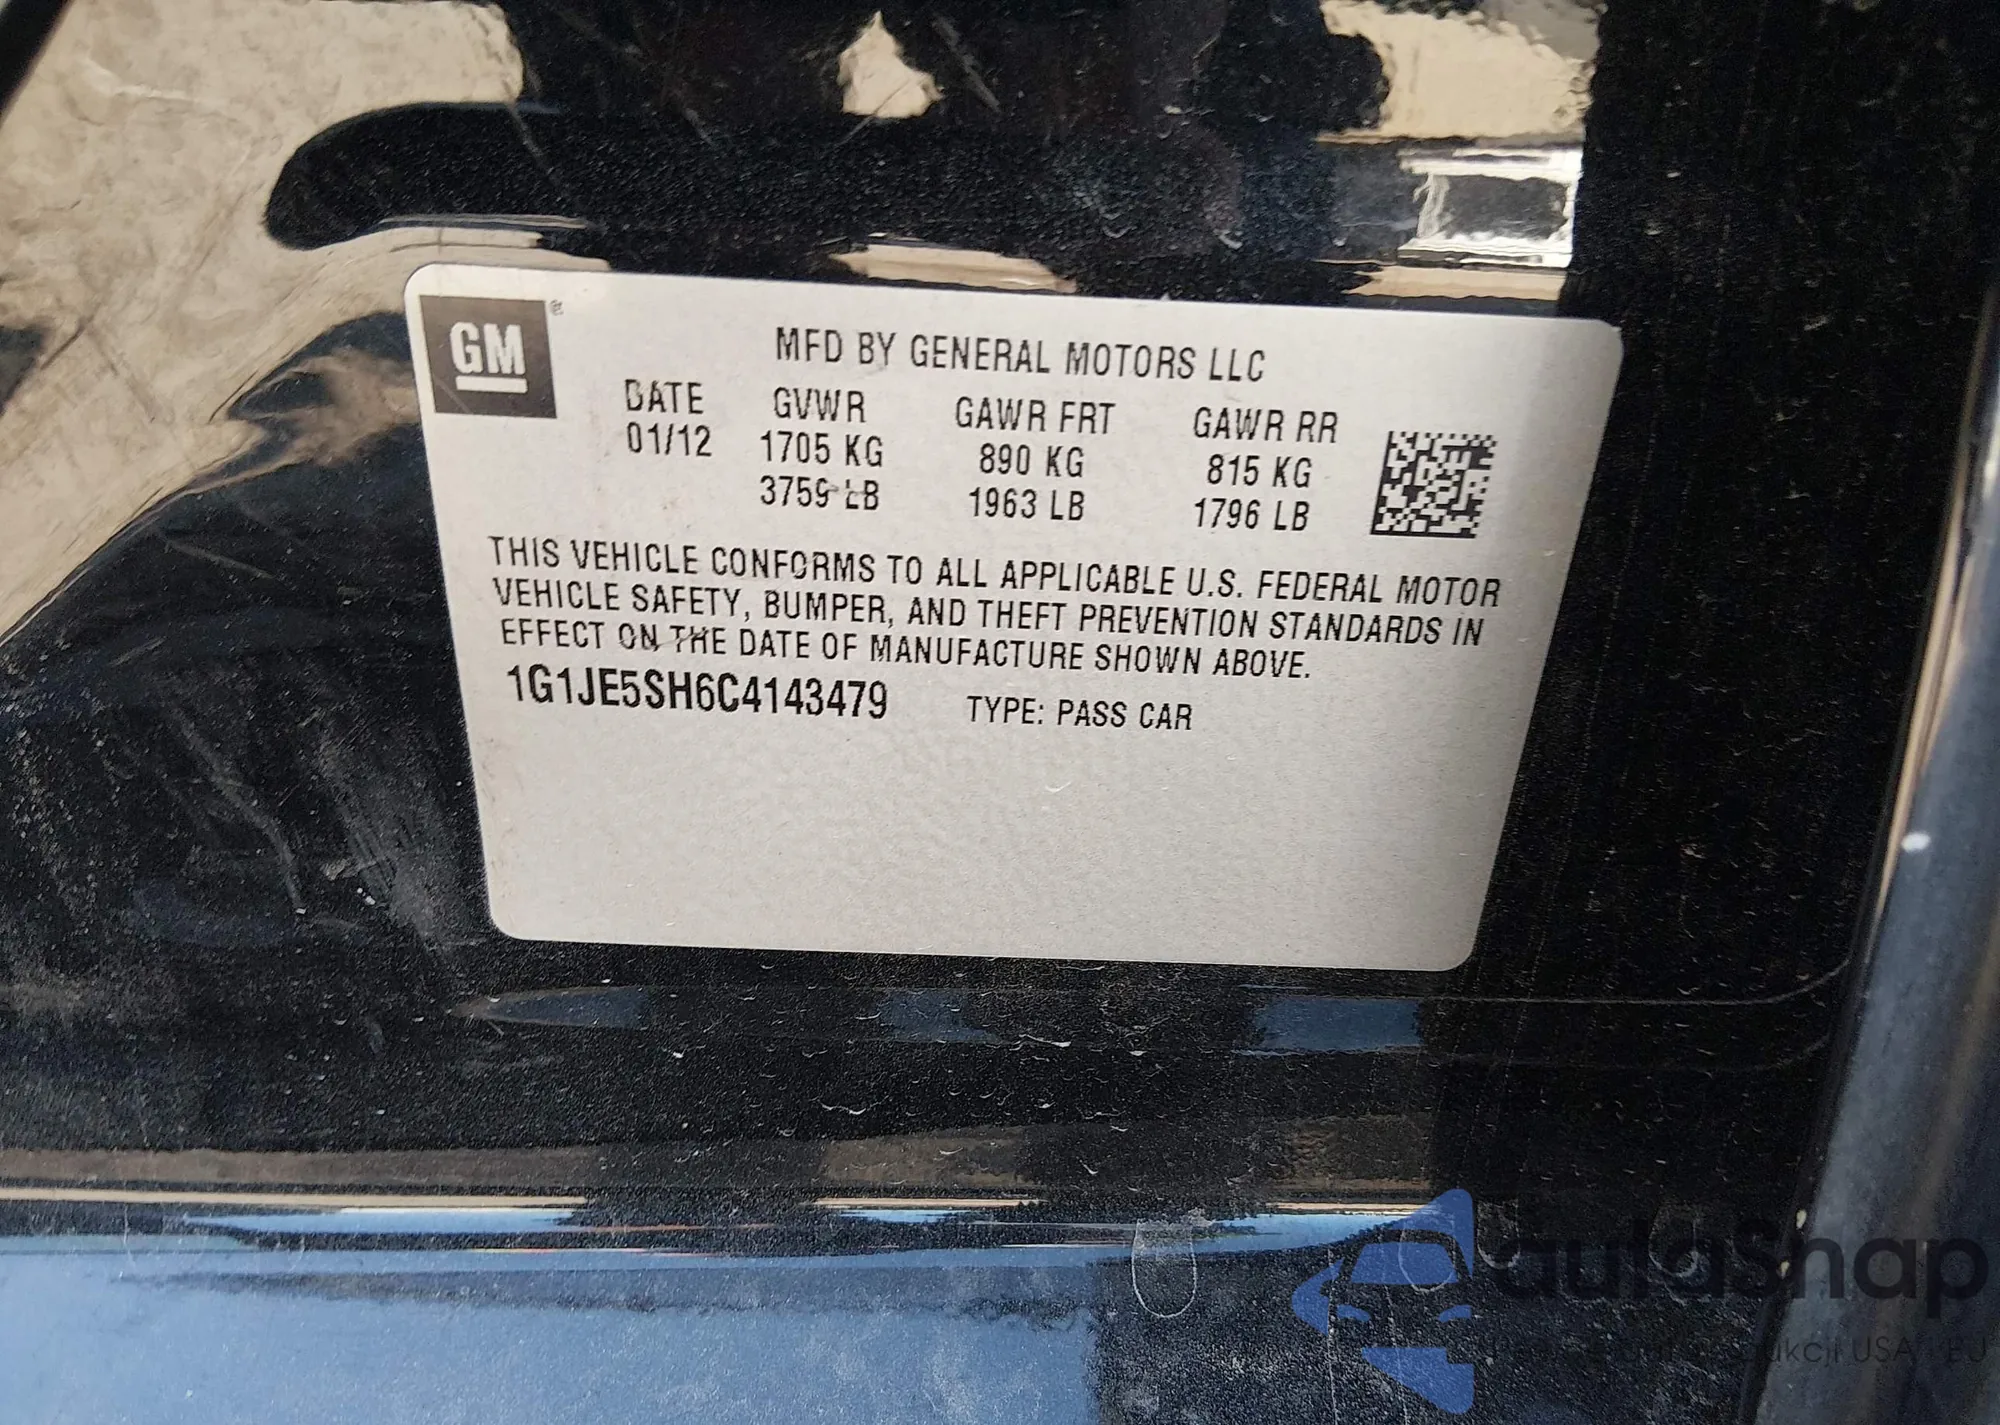 GM
MFD BY GENERAL MOTORS LLC
DATE GVWR GAWR FRT GAWR RR
01/12 1705 KG 890 KG 815 KG
3759 LB 1963 LB 1796 LB
THIS VEHICLE CONFORMS TO ALL APPLICABLE U.S. FEDERAL MOTOR
VEHICLE SAFETY, BUMPER, AND THEFT PREVENTION STANDARDS IN
EFFECT ON THE DATE OF MANUFACTURE SHOWN ABOVE.
1G1JE5SH6C4143479 TYPE: PASS CAR
autaSnap
USA